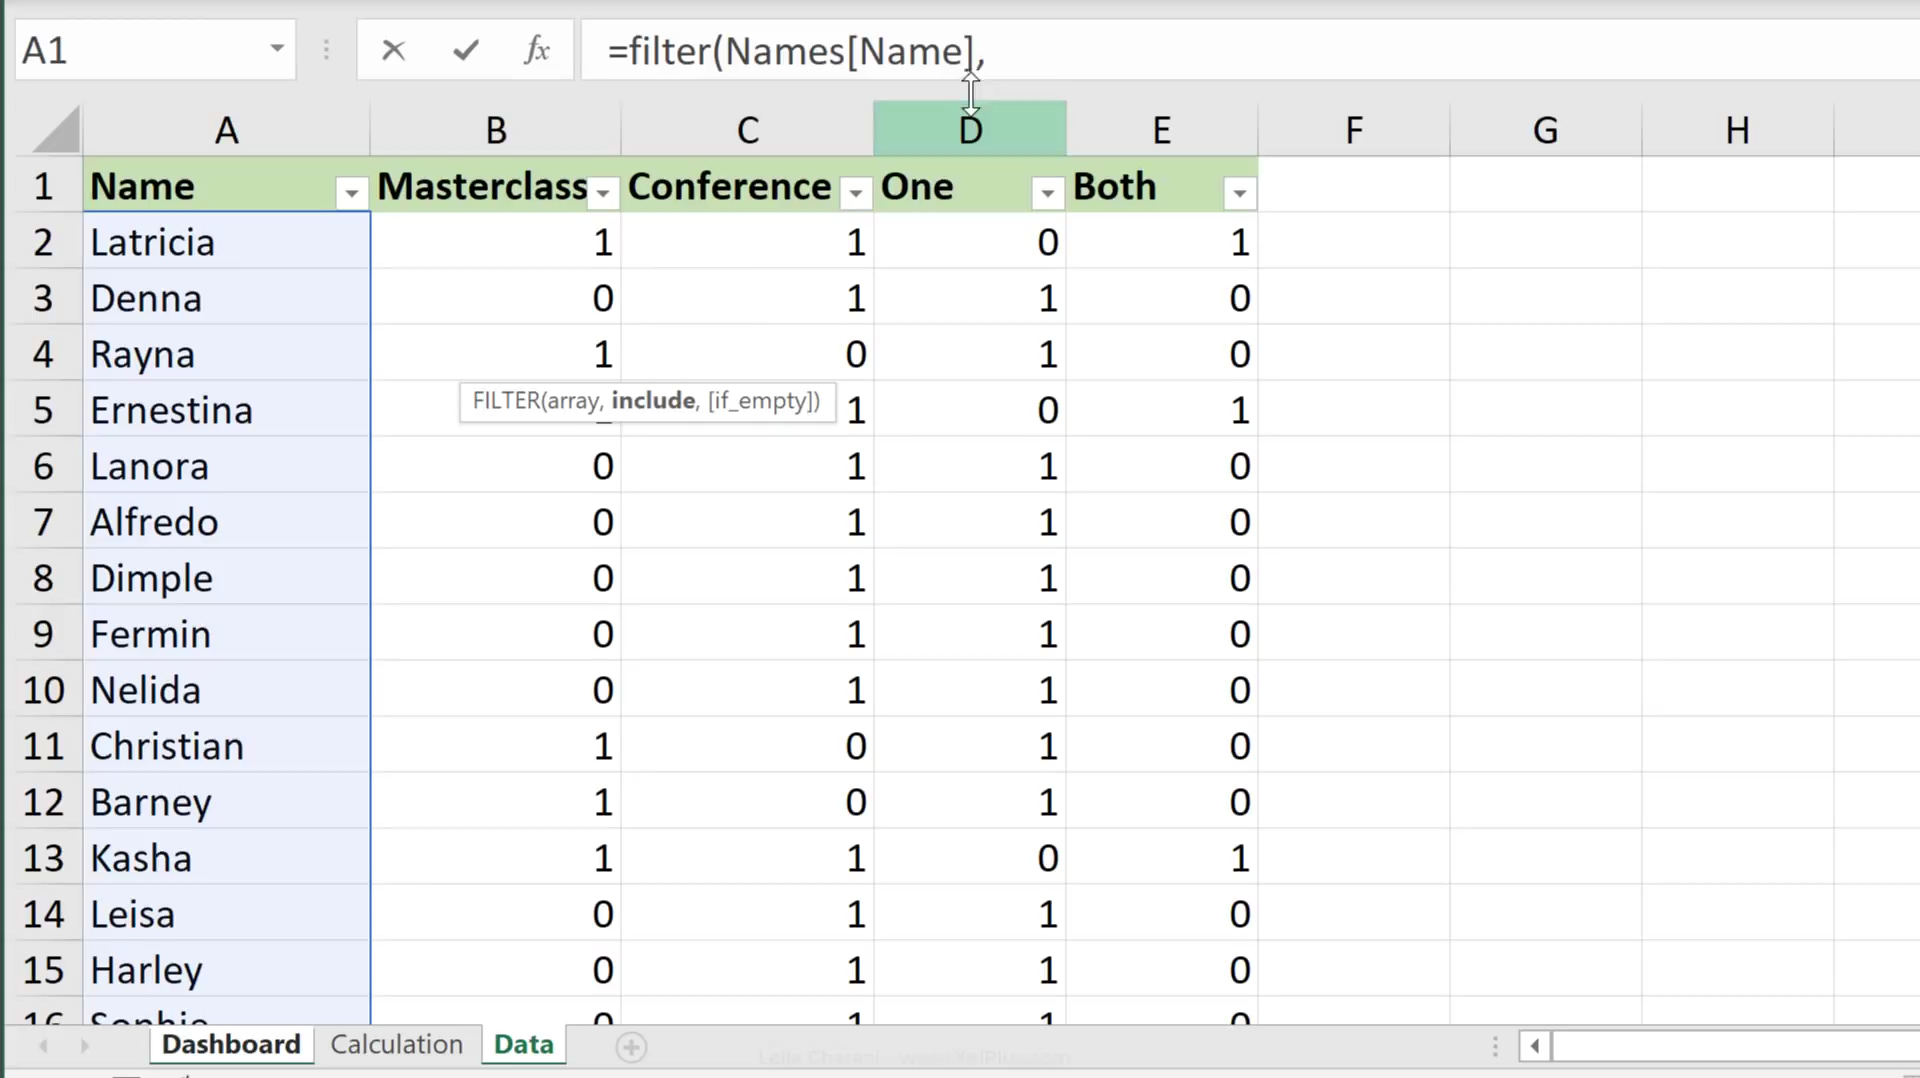 A1 fx =filter(Names[Name],
A B C D E F G H
1 Name Masterclass Conference One Both
2 Latricia 1 1 0 1
3 Denna 0 1 1 0
4 Rayna 1 0 1 0
FILTER(array, include, [if_empty])
5 Ernestina 1 0 1
6 Lanora 0 1 1 0
7 Alfredo 0 1 1 0
8 Dimple 0 1 1 0
9 Fermin 0 1 1 0
10 Nelida 0 1 1 0
11 Christian 1 0 1 0
12 Barney 1 0 1 0
13 Kasha 1 1 0 1
14 Leisa 0 1 1 0
15 Harley 0 1 1 0
16 Sophie 0 1 1 0
Dashboard Calculation Data